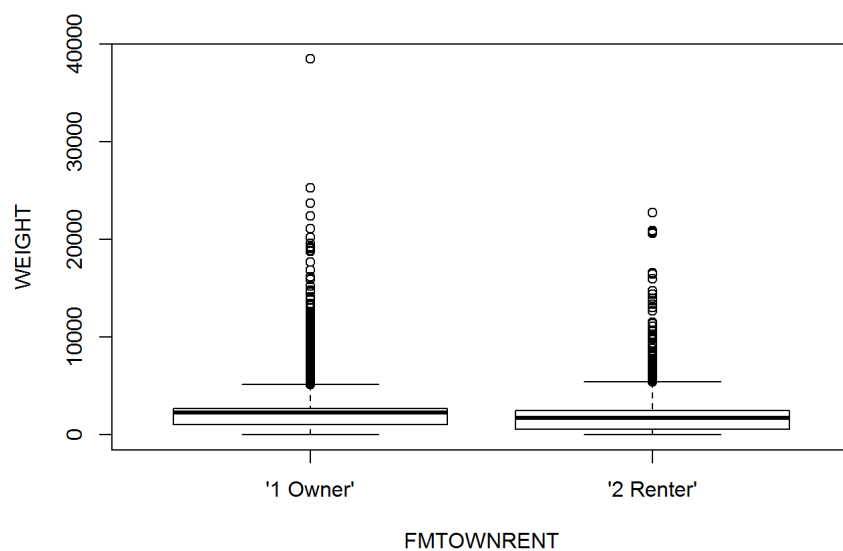 40000
30000
20000
10000
0
WEIGHT
'1 Owner'
'2 Renter'
FMTOWNRENT